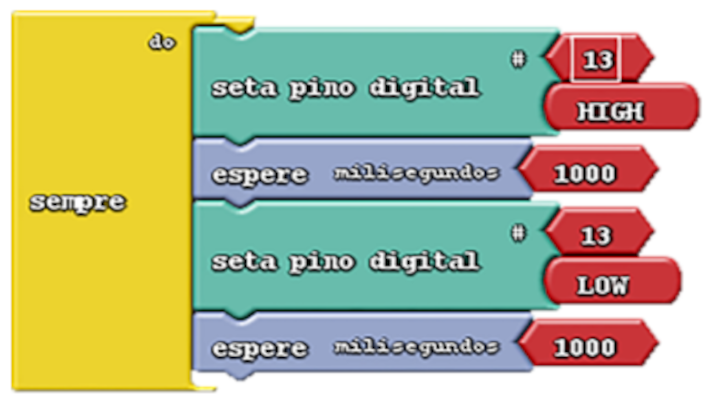 do
seta pino digital # 13
HIGH
espere milisegundos 1000
sempre
seta pino digital # 13
LOW
espere milisegundos 1000